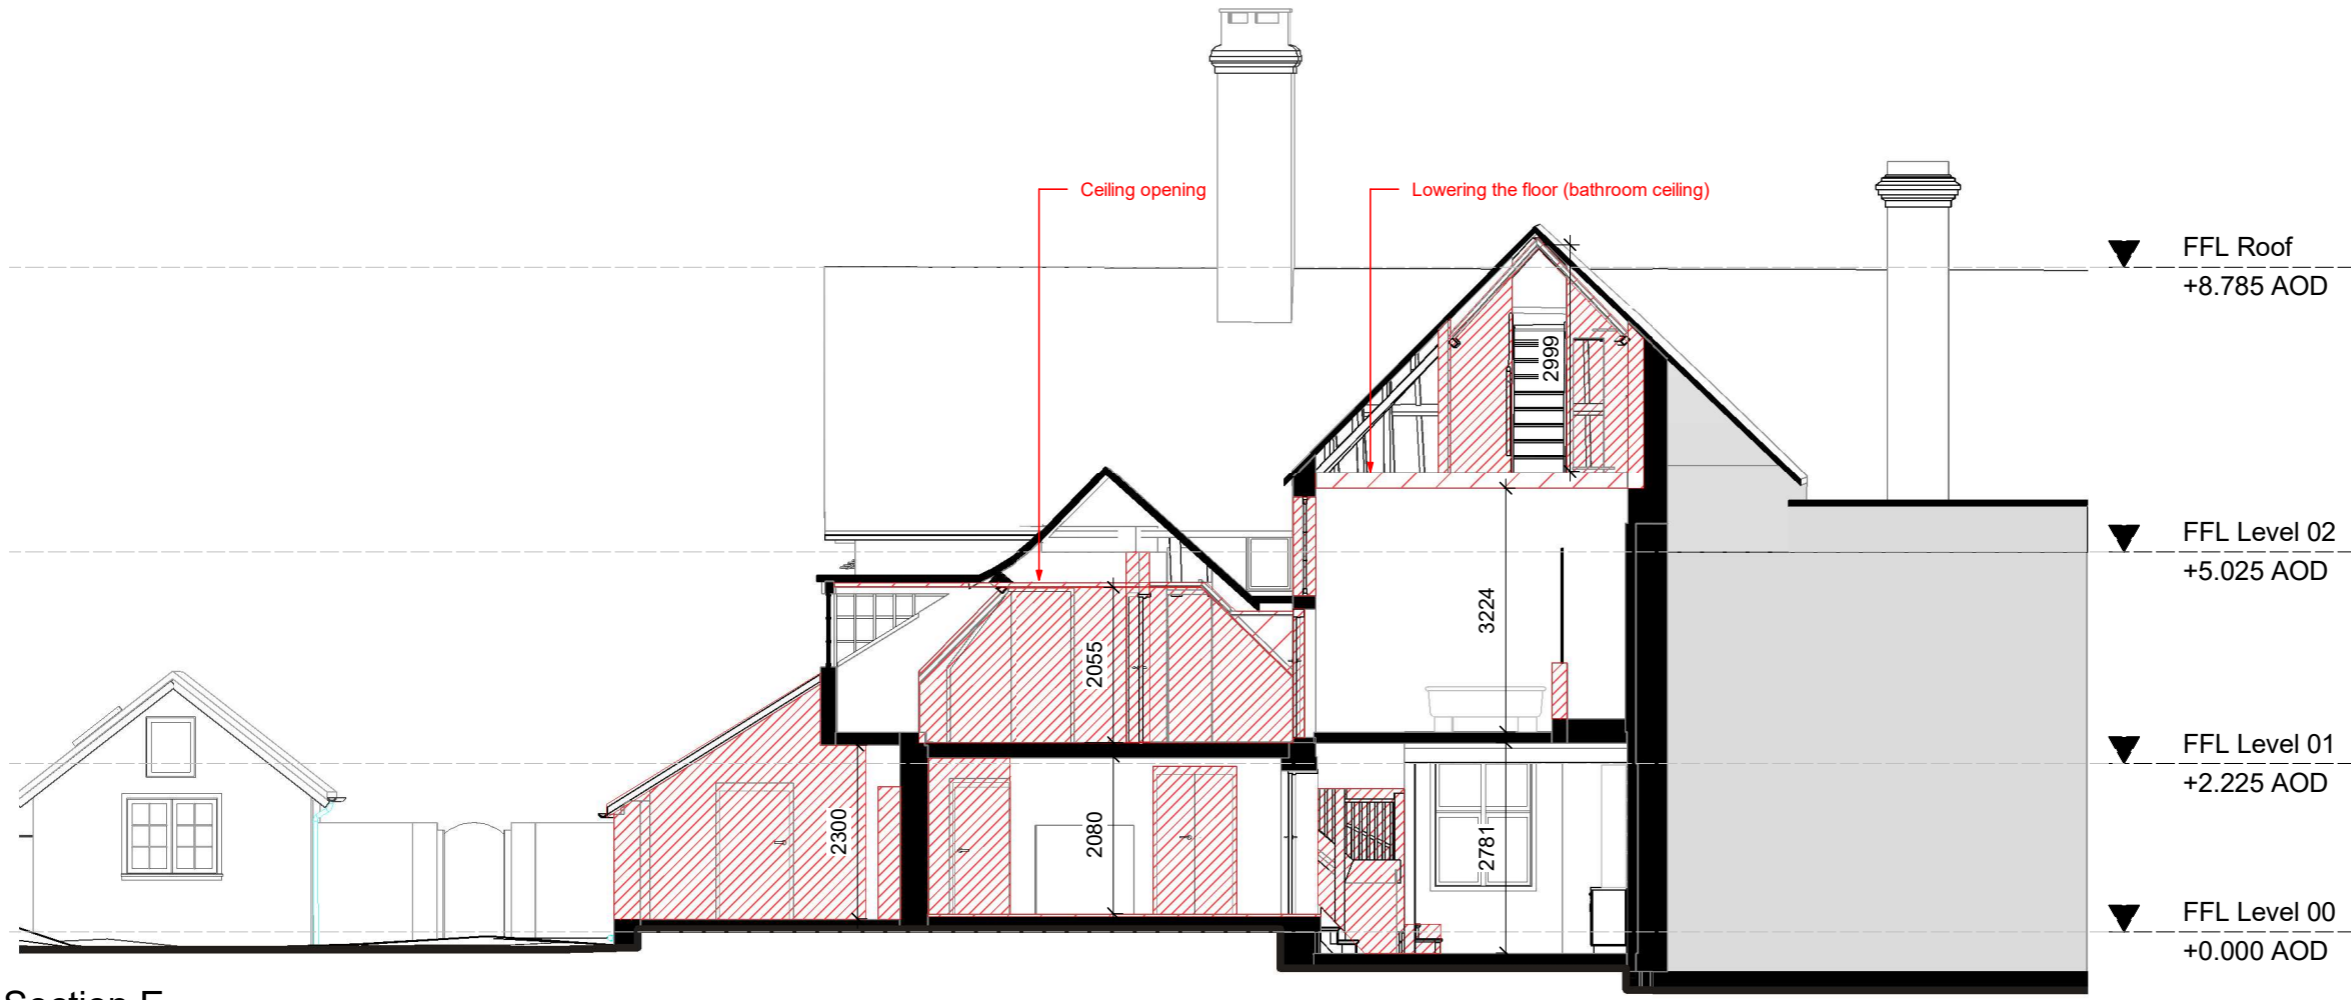 Ceiling opening
Lowering the floor (bathroom ceiling)
FFL Roof
+8.785 AOD
2999
FFL Level 02
+5.025 AOD
3224
2055
FFL Level 01
+2.225 AOD
2300
2080
2781
FFL Level 00
+0.000 AOD